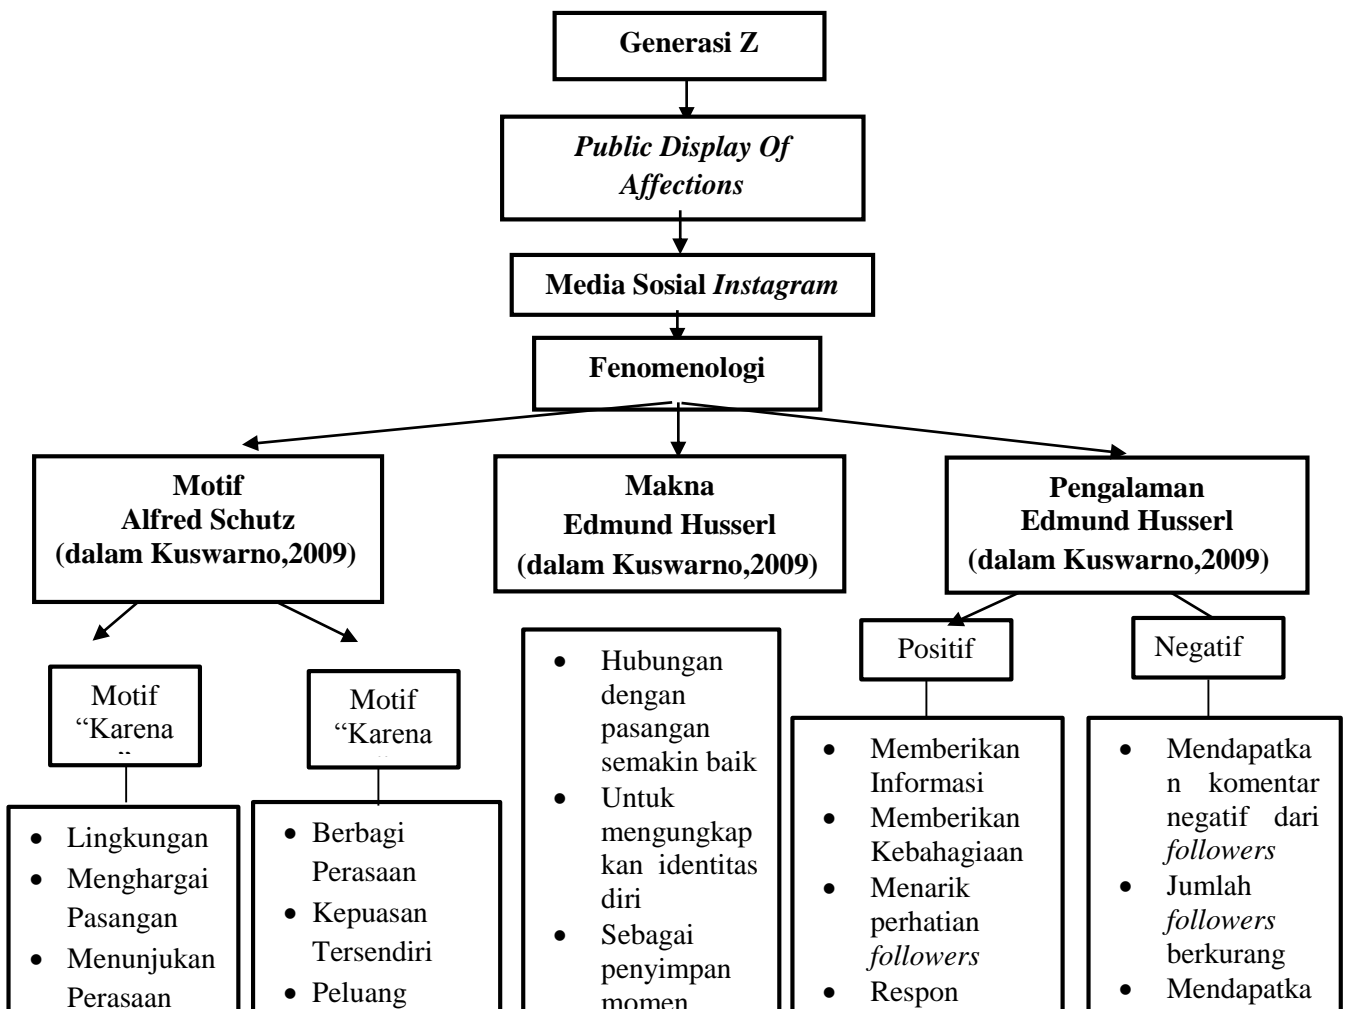 Generasi Z
Public Display Of
Affections
Media Sosial Instagram
Fenomenologi
Motif
Alfred Schutz
(dalam Kuswarno,2009)
Makna
Edmund Husserl
(dalam Kuswarno,2009)
Pengalaman
Edmund Husserl
(dalam Kuswarno,2009)
Motif
“Karena
”
Motif
“Karena
Positif
Negatif
• Lingkungan
• Menghargai
Pasangan
• Menunjukan
Perasaan
• Berbagi
Perasaan
• Kepuasan
Tersendiri
• Peluang
• Hubungan
dengan
pasangan
semakin baik
• Untuk
mengungkap
kan identitas
diri
• Sebagai
penyimpan
momen
• Memberikan
Informasi
• Memberikan
Kebahagiaan
• Menarik
perhatian
followers
• Respon
• Mendapatka
n komentar
negatif dari
followers
• Jumlah
followers
berkurang
• Mendapatka